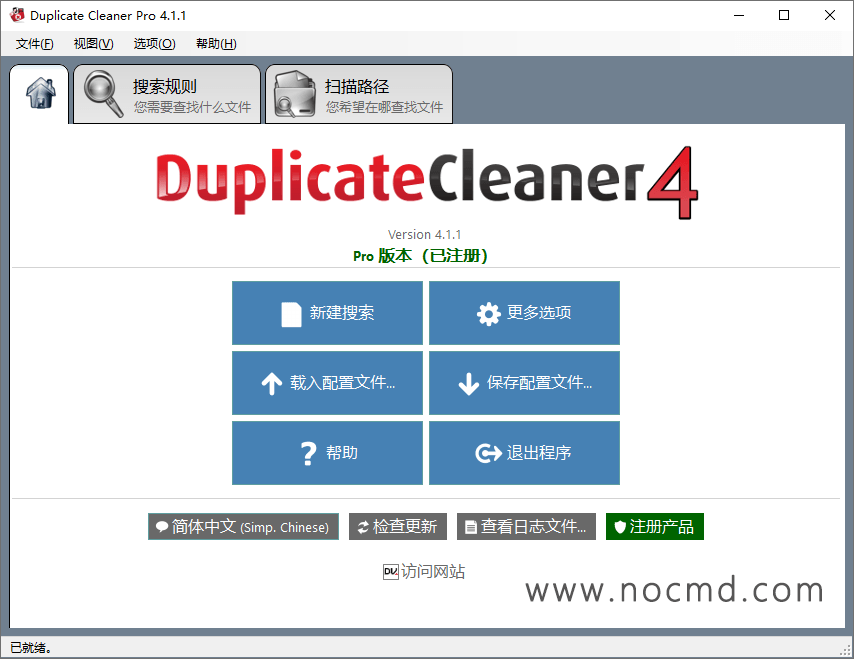 Duplicate Cleaner Pro 4.1.1
文件(F) 视图(V) 选项(O) 帮助(H)
搜索规则
您需要查找什么文件
扫描路径
您希望在哪查找文件
DuplicateCleaner4
Version 4.1.1
Pro 版本（已注册）
新建搜索 更多选项
载入配置文件... 保存配置文件...
帮助 退出程序
简体中文 (Simp. Chinese) 检查更新 查看日志文件... 注册产品
DV 访问网站
www.nocmd.com
已就绪。